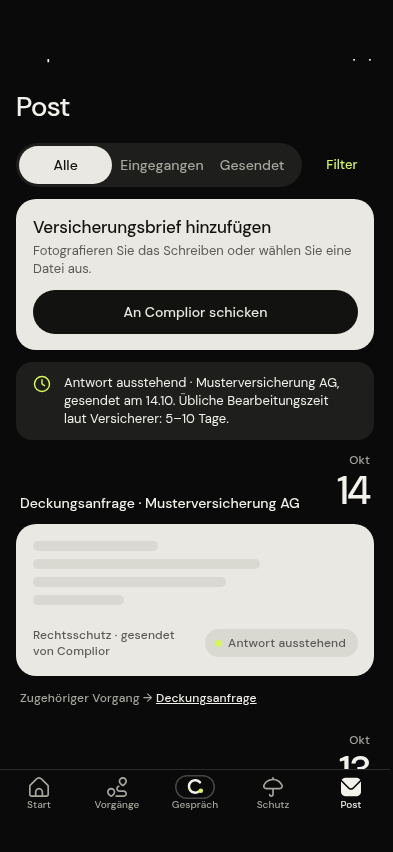 Post
Alle Eingegangen Gesendet Filter
Versicherungsbrief hinzufügen
Fotografieren Sie das Schreiben oder wählen Sie eine
Datei aus.
An Complior schicken
Antwort ausstehend · Musterversicherung AG,
gesendet am 14.10. Übliche Bearbeitungszeit
laut Versicherer: 5–10 Tage.
Okt
14
Deckungsanfrage · Musterversicherung AG
Rechtsschutz · gesendet
von Complior
Antwort ausstehend
Zugehöriger Vorgang → Deckungsanfrage
Okt
13
Start Vorgänge Gespräch Schutz Post